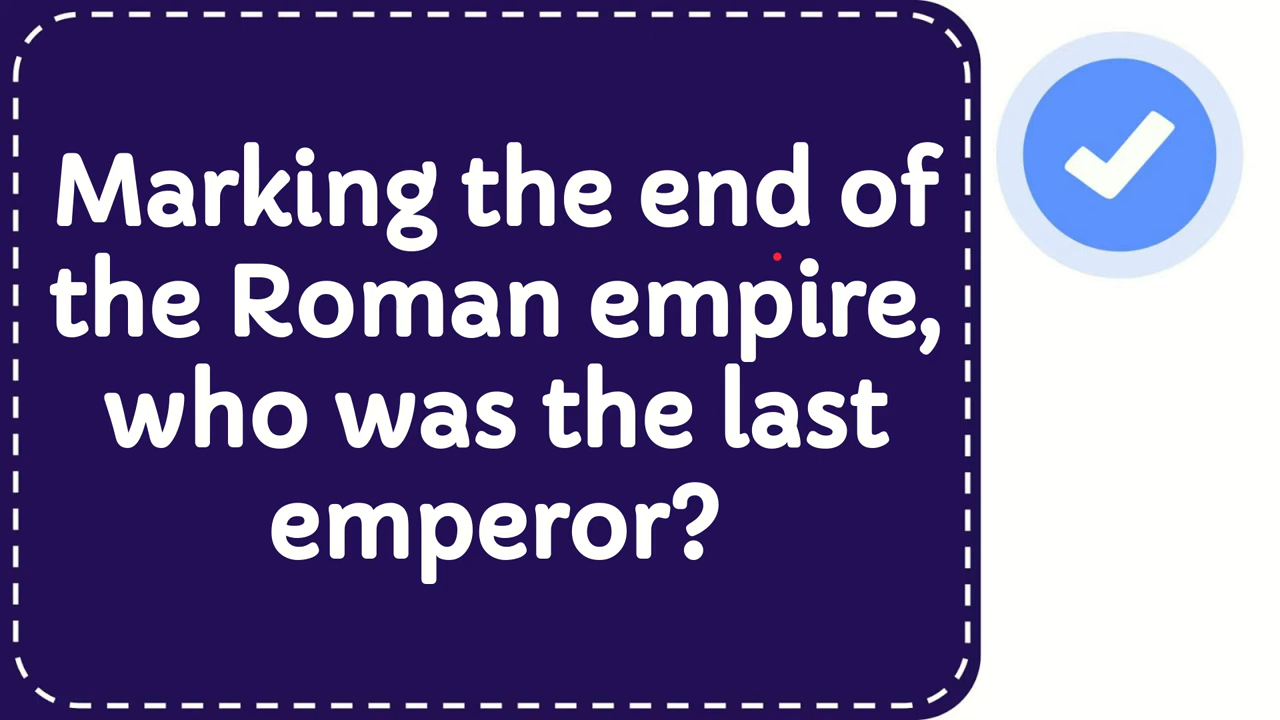 Marking the end of
the Roman empire,
who was the last
emperor?